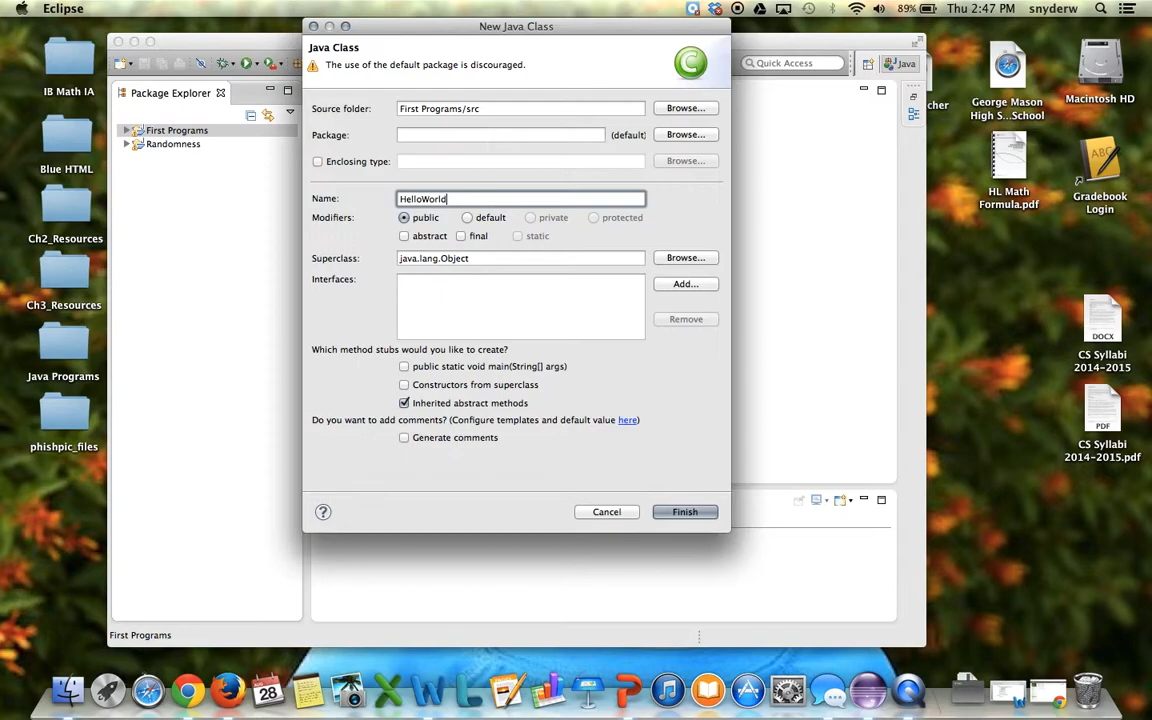 Eclipse
89%
Thu 2:47 PM
snyderw
New Java Class
Java Class
The use of the default package is discouraged.
Quick Access
Java
Package Explorer
First Programs
Randomness
Source folder:
First Programs/src
Browse...
Package:
(default)
Browse...
Enclosing type:
Browse...
Name:
HelloWorld
Modifiers:
public
default
private
protected
abstract
final
static
Superclass:
java.lang.Object
Browse...
Interfaces:
Add...
Remove
Which method stubs would you like to create?
public static void main(String[] args)
Constructors from superclass
Inherited abstract methods
Do you want to add comments? (Configure templates and default value here)
Generate comments
?
Cancel
Finish
First Programs
IB Math IA
Blue HTML
Ch2_Resources
Ch3_Resources
Java Programs
phishpic_files
cher
George Mason
High S...School
Macintosh HD
HL Math
Formula.pdf
ABC
Gradebook
Login
DOCX
CS Syllabi
2014-2015
PDF
CS Syllabi
2014-2015.pdf
28